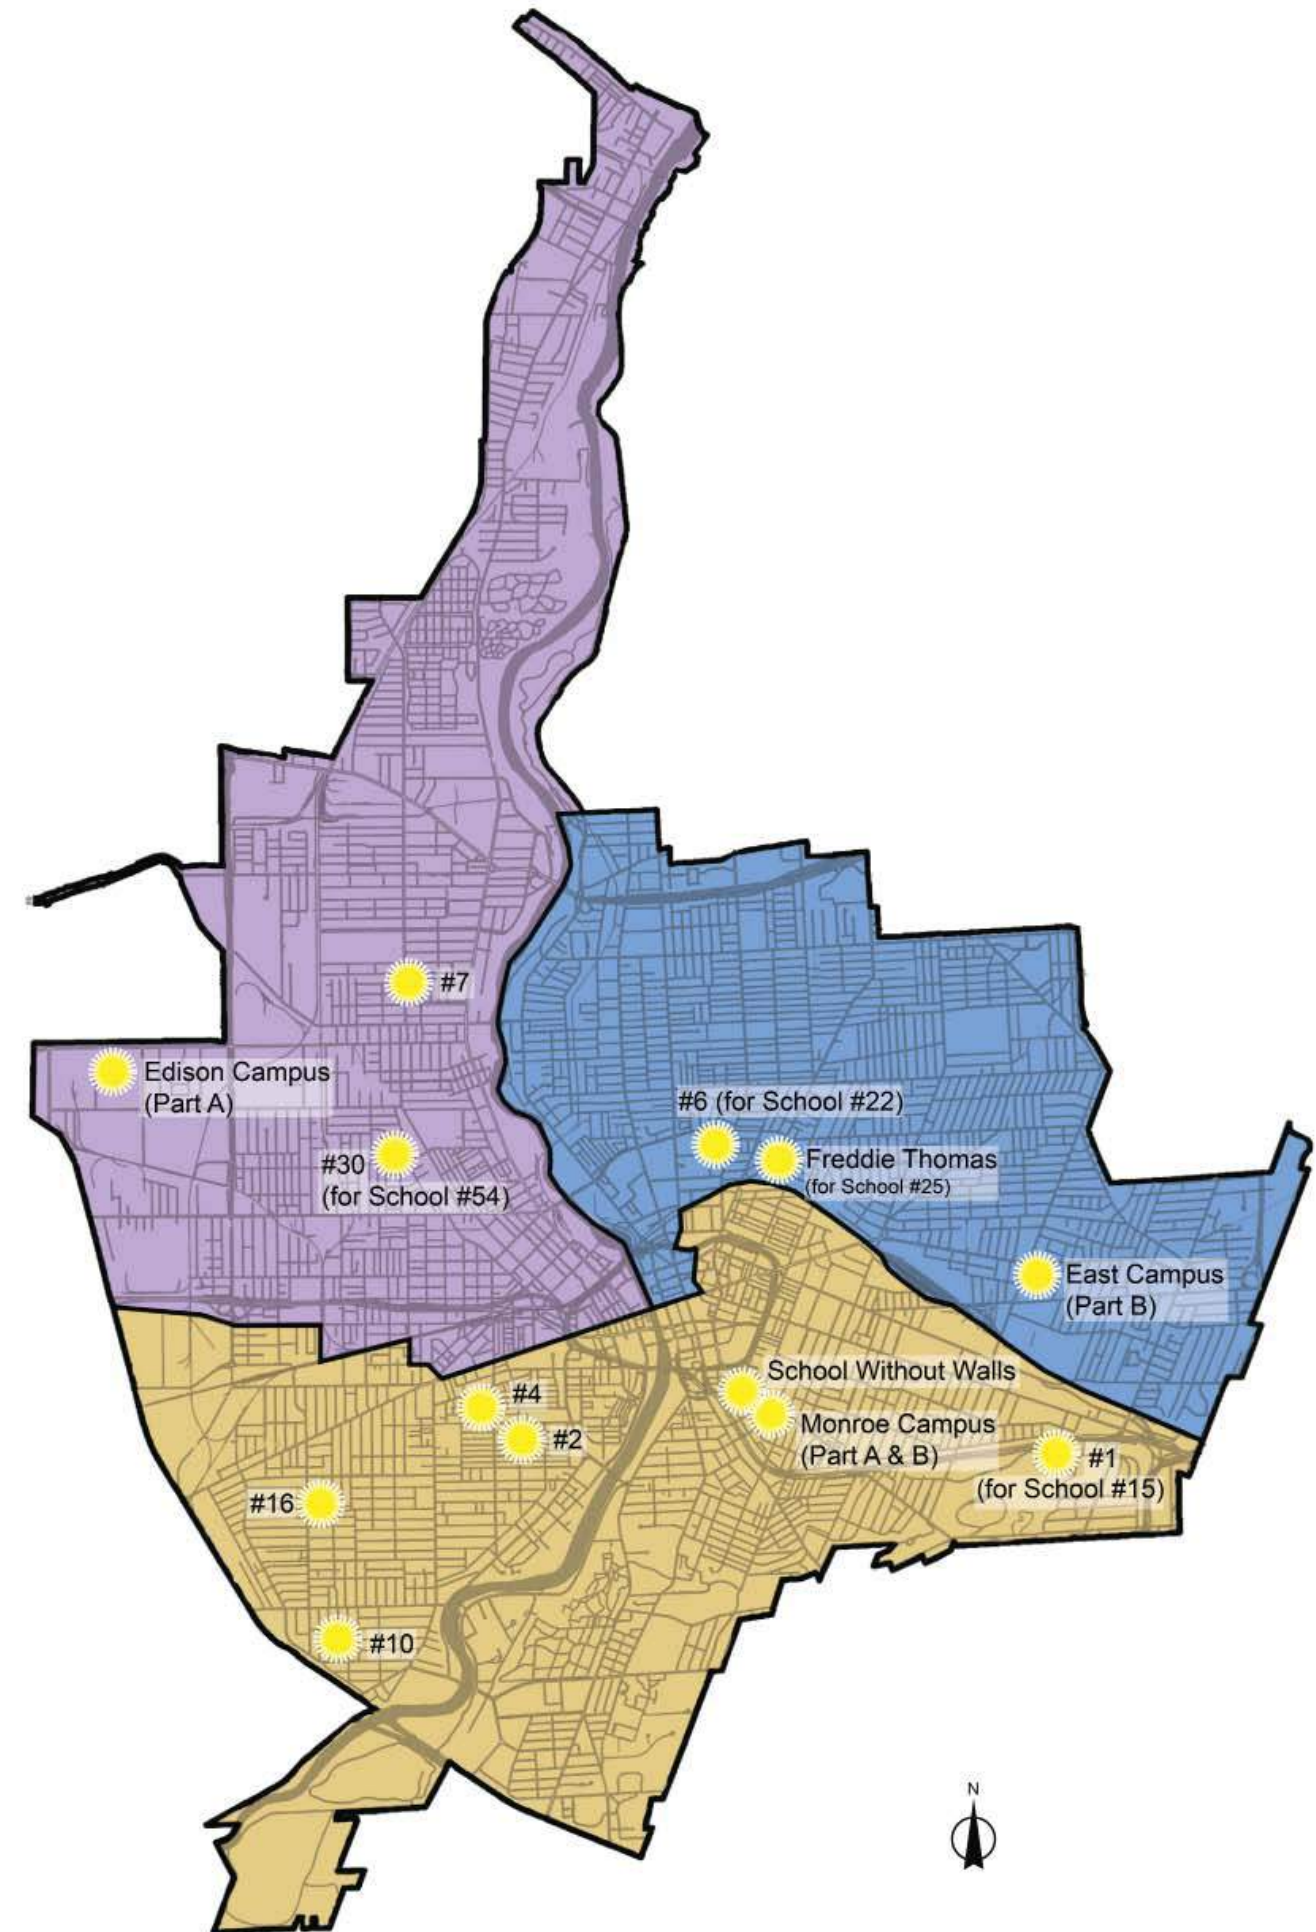 #7
Edison Campus
(Part A)
#6 (for School #22)
#30
(for School #54)
Freddie Thomas
(for School #25)
East Campus
(Part B)
School Without Walls
#4
Monroe Campus
(Part A & B)
#2
#1
(for School #15)
#16
#10
N